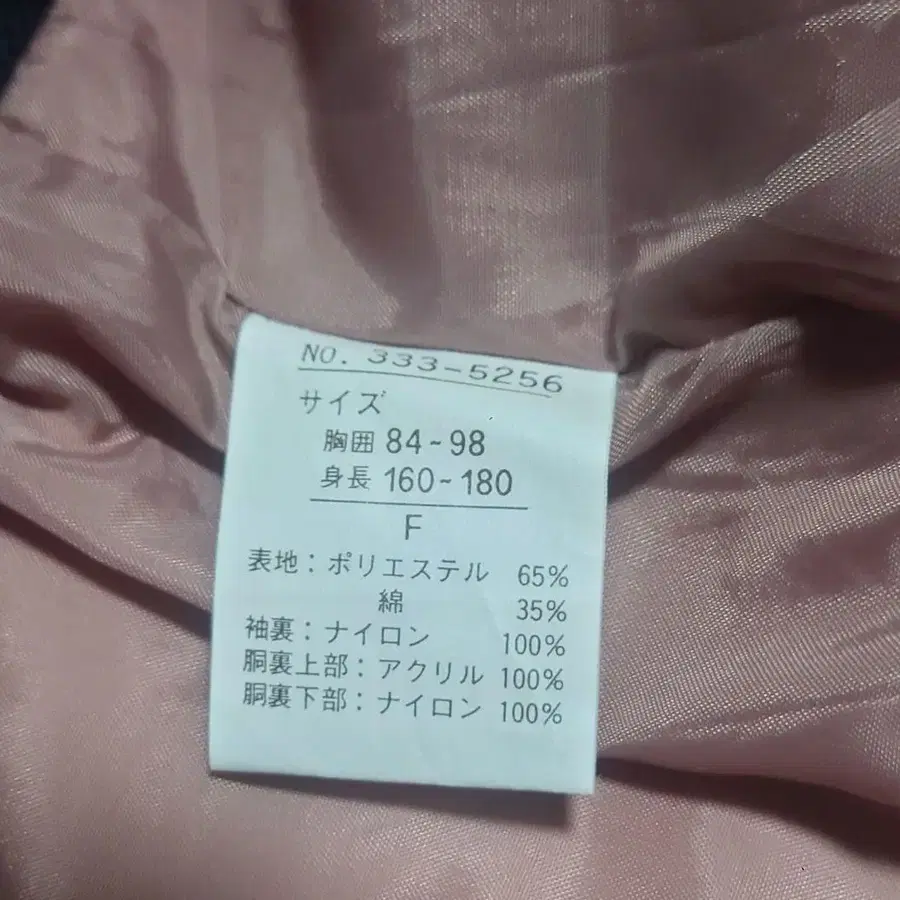 NO. 333-5256
サイズ
胸囲 84~98
身長 160~180
F
表地：ポリエステル 65%
綿 35%
袖裏：ナイロン 100%
胴裏上部：アクリル 100%
胴裏下部：ナイロン 100%